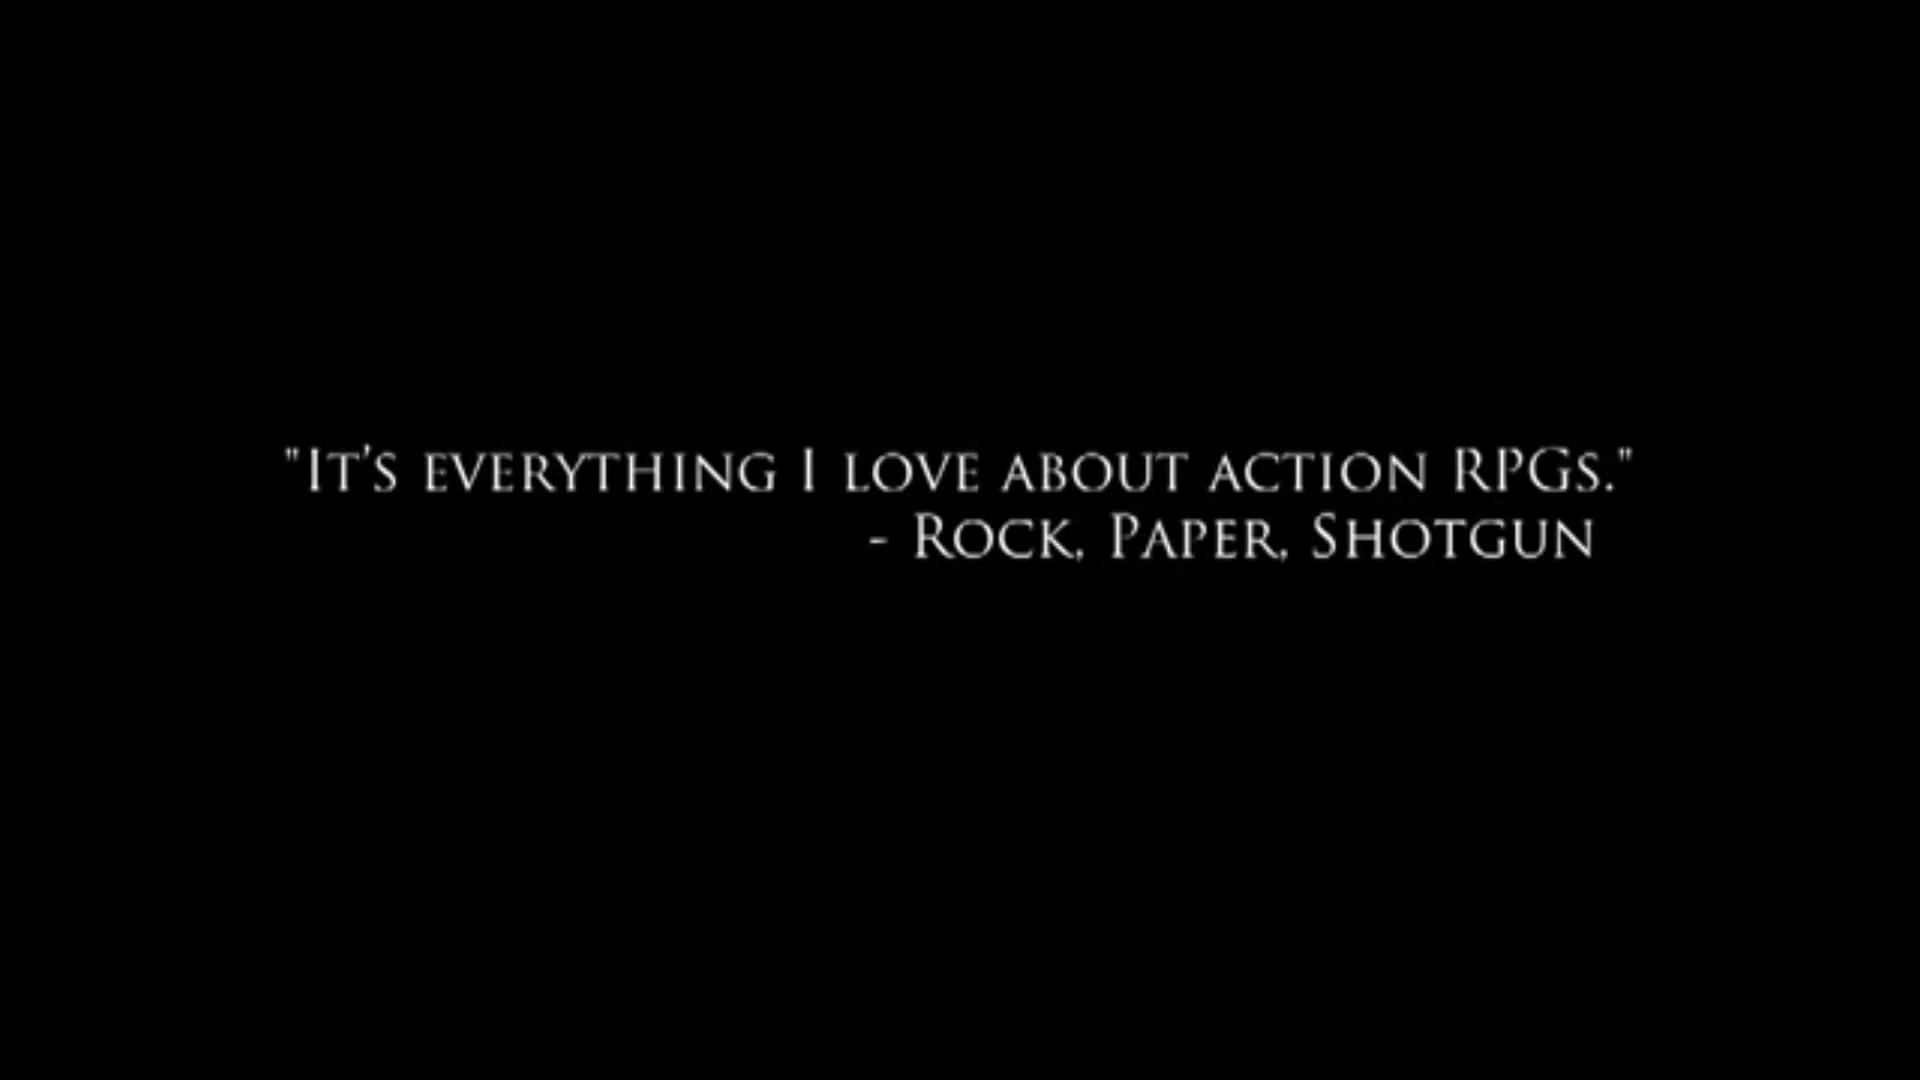 "It's everything I love about action RPGs."
- Rock, Paper, Shotgun